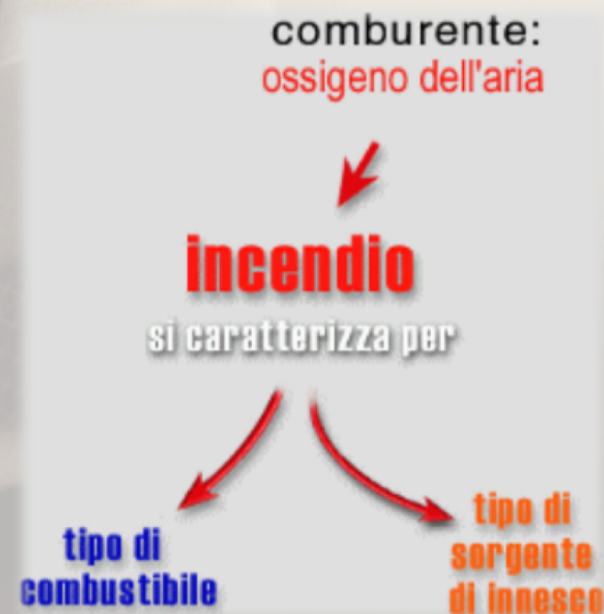 comburente:
ossigeno dell'aria
incendio
si caratterizza per
tipo di
combustibile
tipo di
sorgente
di innesco